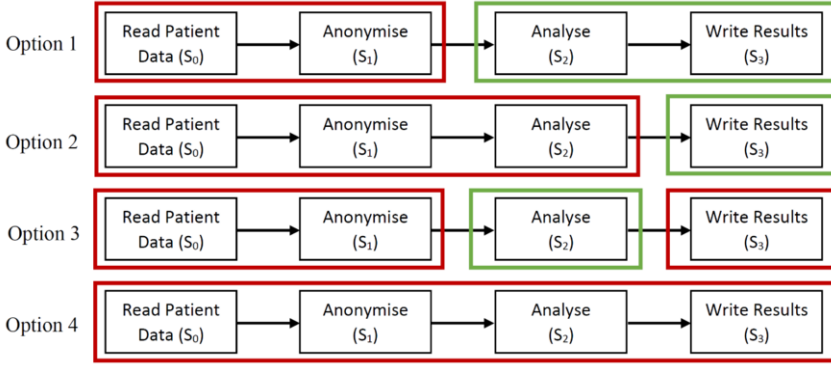 Option 1
Read Patient
Data (S₀)
Anonymise
(S₁)
Analyse
(S₂)
Write Results
(S₃)
Option 2
Read Patient
Data (S₀)
Anonymise
(S₁)
Analyse
(S₂)
Write Results
(S₃)
Option 3
Read Patient
Data (S₀)
Anonymise
(S₁)
Analyse
(S₂)
Write Results
(S₃)
Option 4
Read Patient
Data (S₀)
Anonymise
(S₁)
Analyse
(S₂)
Write Results
(S₃)